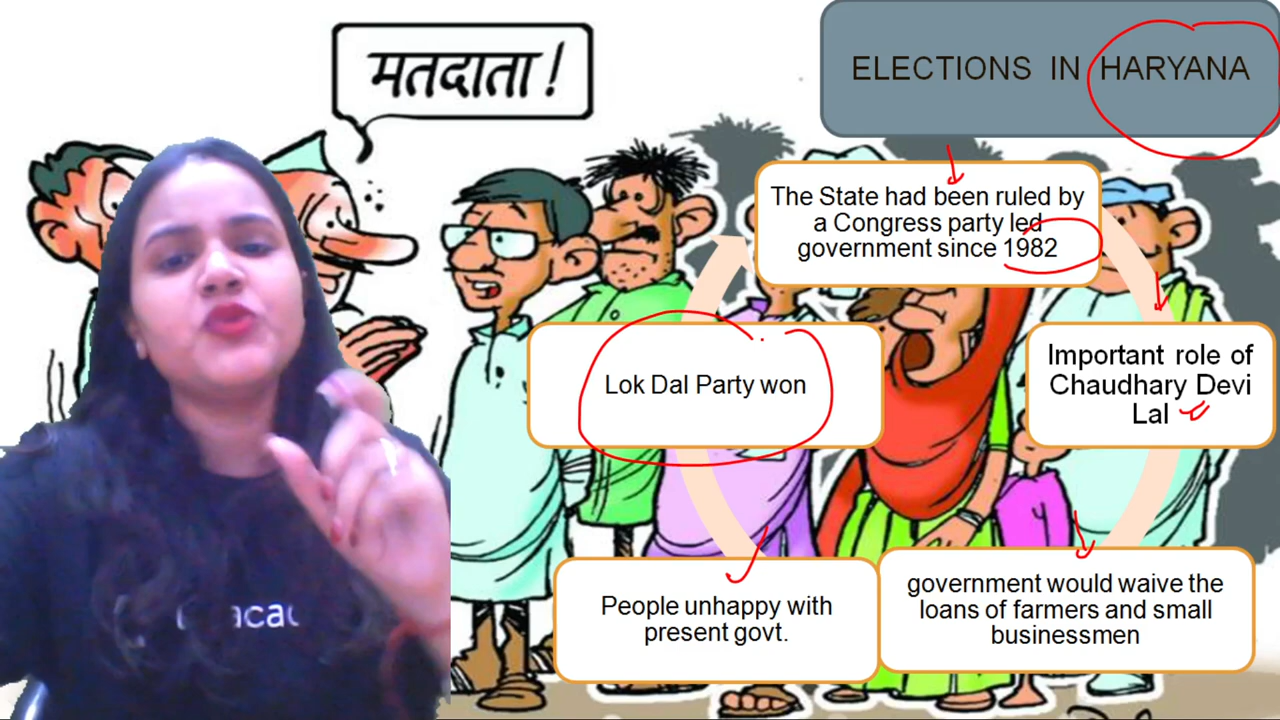 मतदाता!
ELECTIONS IN HARYANA
The State had been ruled by
a Congress party led
government since 1982
Important role of
Chaudhary Devi
Lal
government would waive the
loans of farmers and small
businessmen
People unhappy with
present govt.
Lok Dal Party won